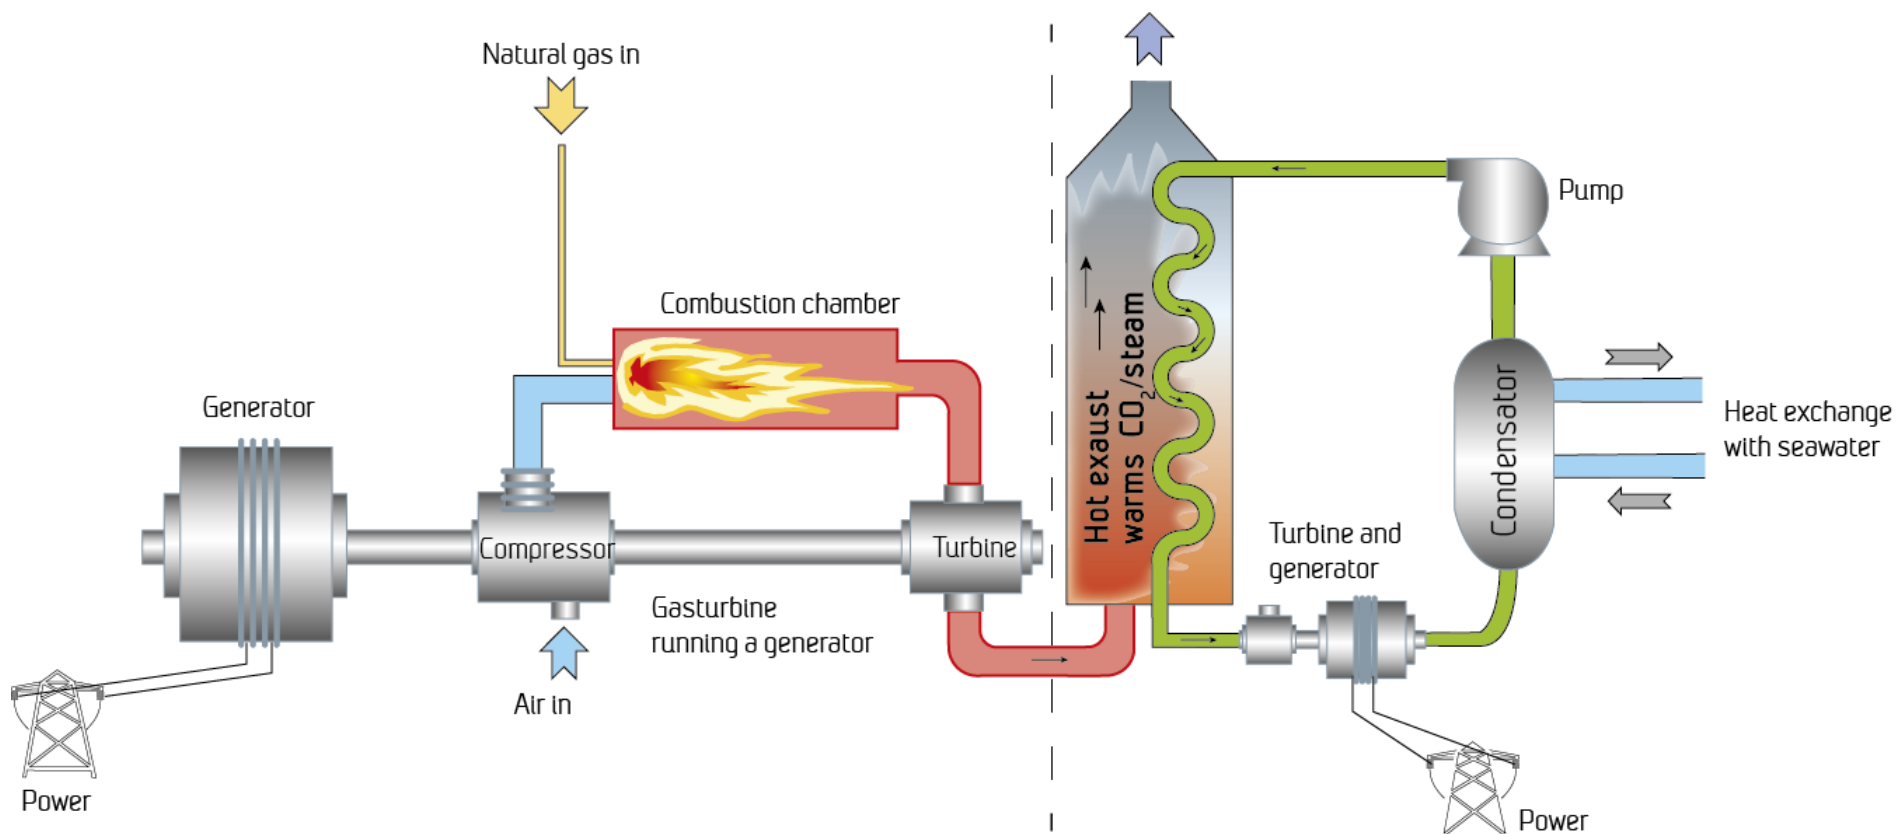 Natural gas in
Combustion chamber
Generator
Compressor
Turbine
Gasturbine
running a generator
Air in
Power
Hot exaust
warms CO₂/steam
Pump
Condensator
Heat exchange
with seawater
Turbine and
generator
Power